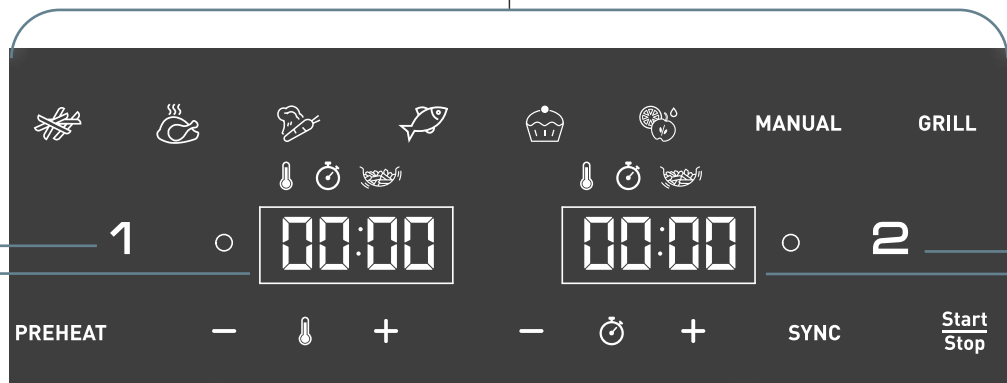 MANUAL GRILL
1 00:00 00:00 2
PREHEAT − + − + SYNC Start
Stop